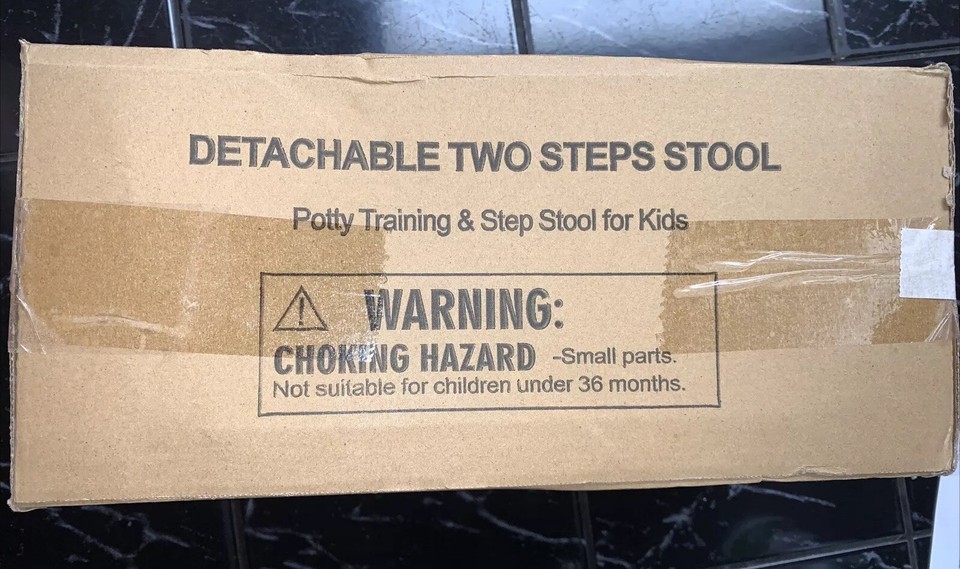 DETACHABLE TWO STEPS STOOL
Potty Training & Step Stool for Kids
WARNING:
CHOKING HAZARD -Small parts.
Not suitable for children under 36 months.